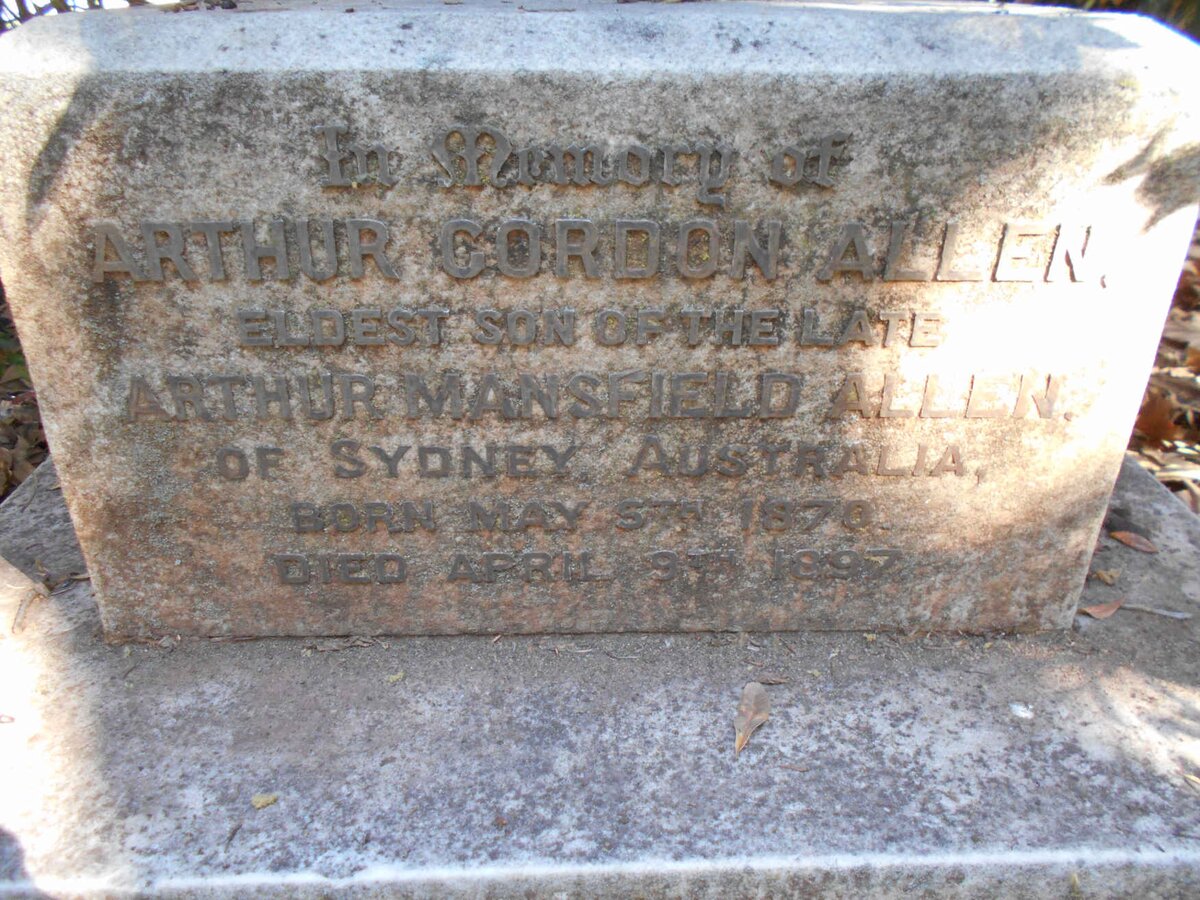 In Memory of
ARTHUR GORDON ALLEN,
ELDEST SON OF THE LATE
ARTHUR MANSFIELD ALLEN,
OF SYDNEY AUSTRALIA,
BORN MAY 5TH 1870.
DIED APRIL 9TH 1897